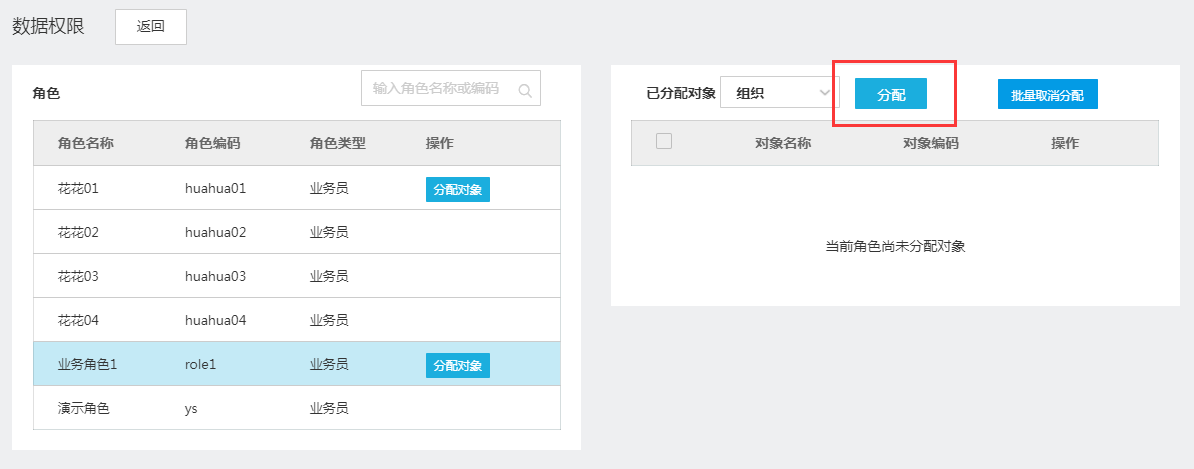 数据权限 返回
角色 输入角色名称或编码
角色名称 角色编码 角色类型 操作
花花01 huahua01 业务员 分配对象
花花02 huahua02 业务员
花花03 huahua03 业务员
花花04 huahua04 业务员
业务角色1 role1 业务员 分配对象
演示角色 ys 业务员
已分配对象 组织 分配 批量取消分配
对象名称 对象编码 操作
当前角色尚未分配对象